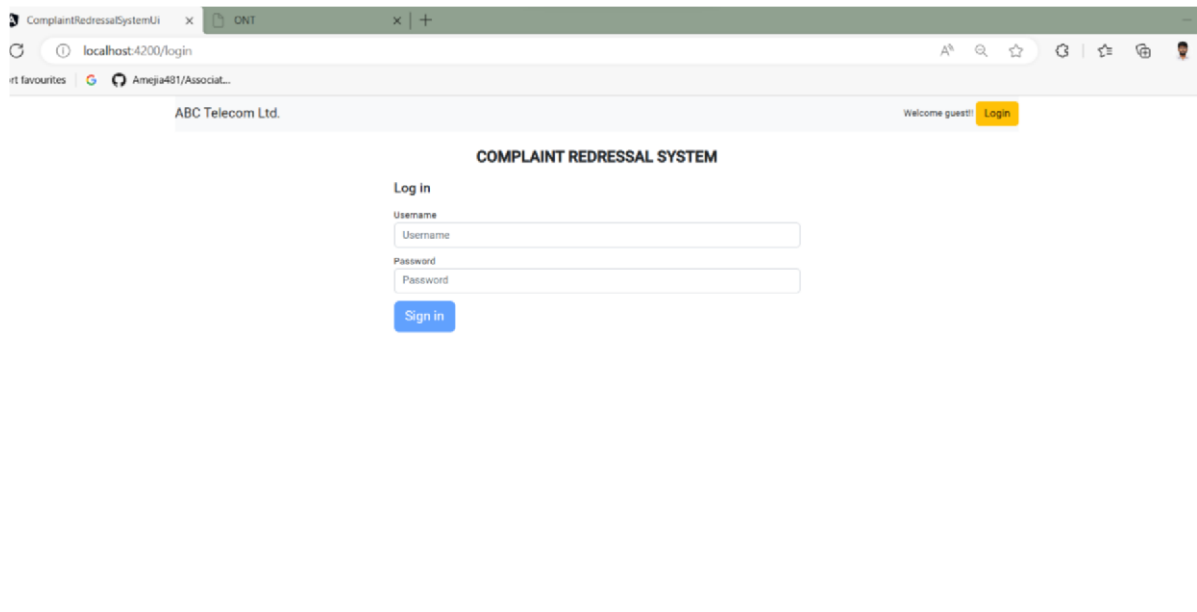 ComplaintRedressalSystemUi
ONT
localhost:4200/login
rt favourites
Amejia481/Associat...
ABC Telecom Ltd.
Welcome guest!! Login
COMPLAINT REDRESSAL SYSTEM
Log in
Username
Username
Password
Password
Sign in